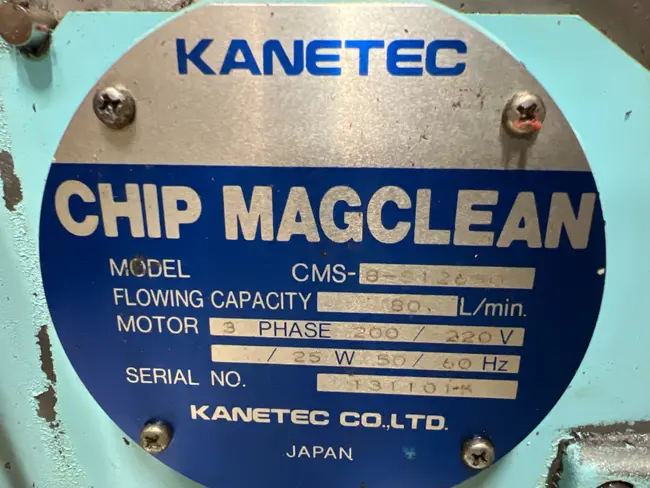 KANETEC
CHIP MAGCLEAN
MODEL CMS-
FLOWING CAPACITY 80. L/min.
MOTOR 3 PHASE 200 / 220 V
/ 25 W 50 / 60 Hz
SERIAL NO. 131101-K
KANETEC CO.,LTD.
JAPAN